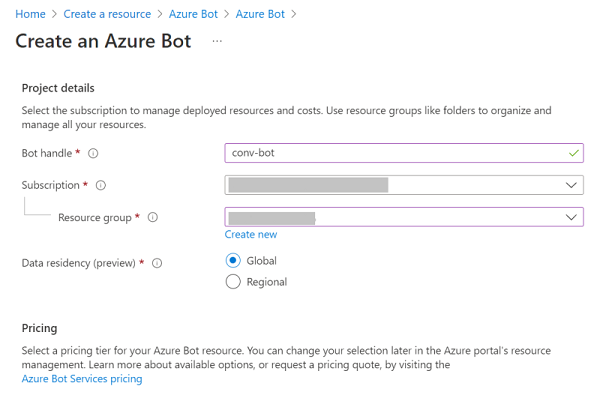 Home > Create a resource > Azure Bot > Azure Bot >
Create an Azure Bot ...
Project details
Select the subscription to manage deployed resources and costs. Use resource groups like folders to organize and
manage all your resources.
Bot handle *
conv-bot
Subscription *
Resource group *
Create new
Data residency (preview) *
Global
Regional
Pricing
Select a pricing tier for your Azure Bot resource. You can change your selection later in the Azure portal's resource
management. Learn more about available options, or request a pricing quote, by visiting the
Azure Bot Services pricing